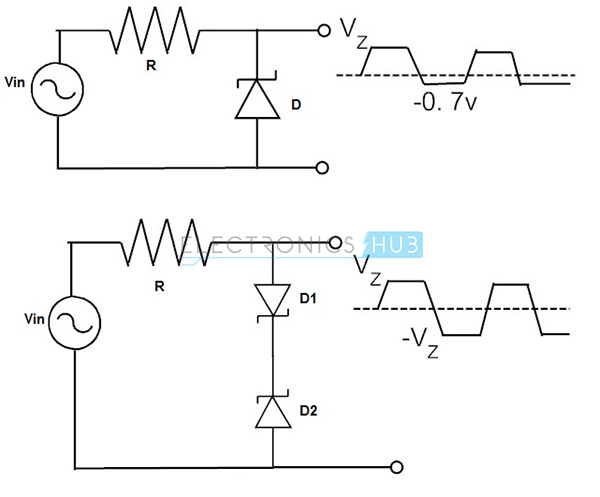 Vin
R
D
VZ
-0.7v
ELECTRONICS HUB
Vin
R
D1
D2
VZ
-VZ